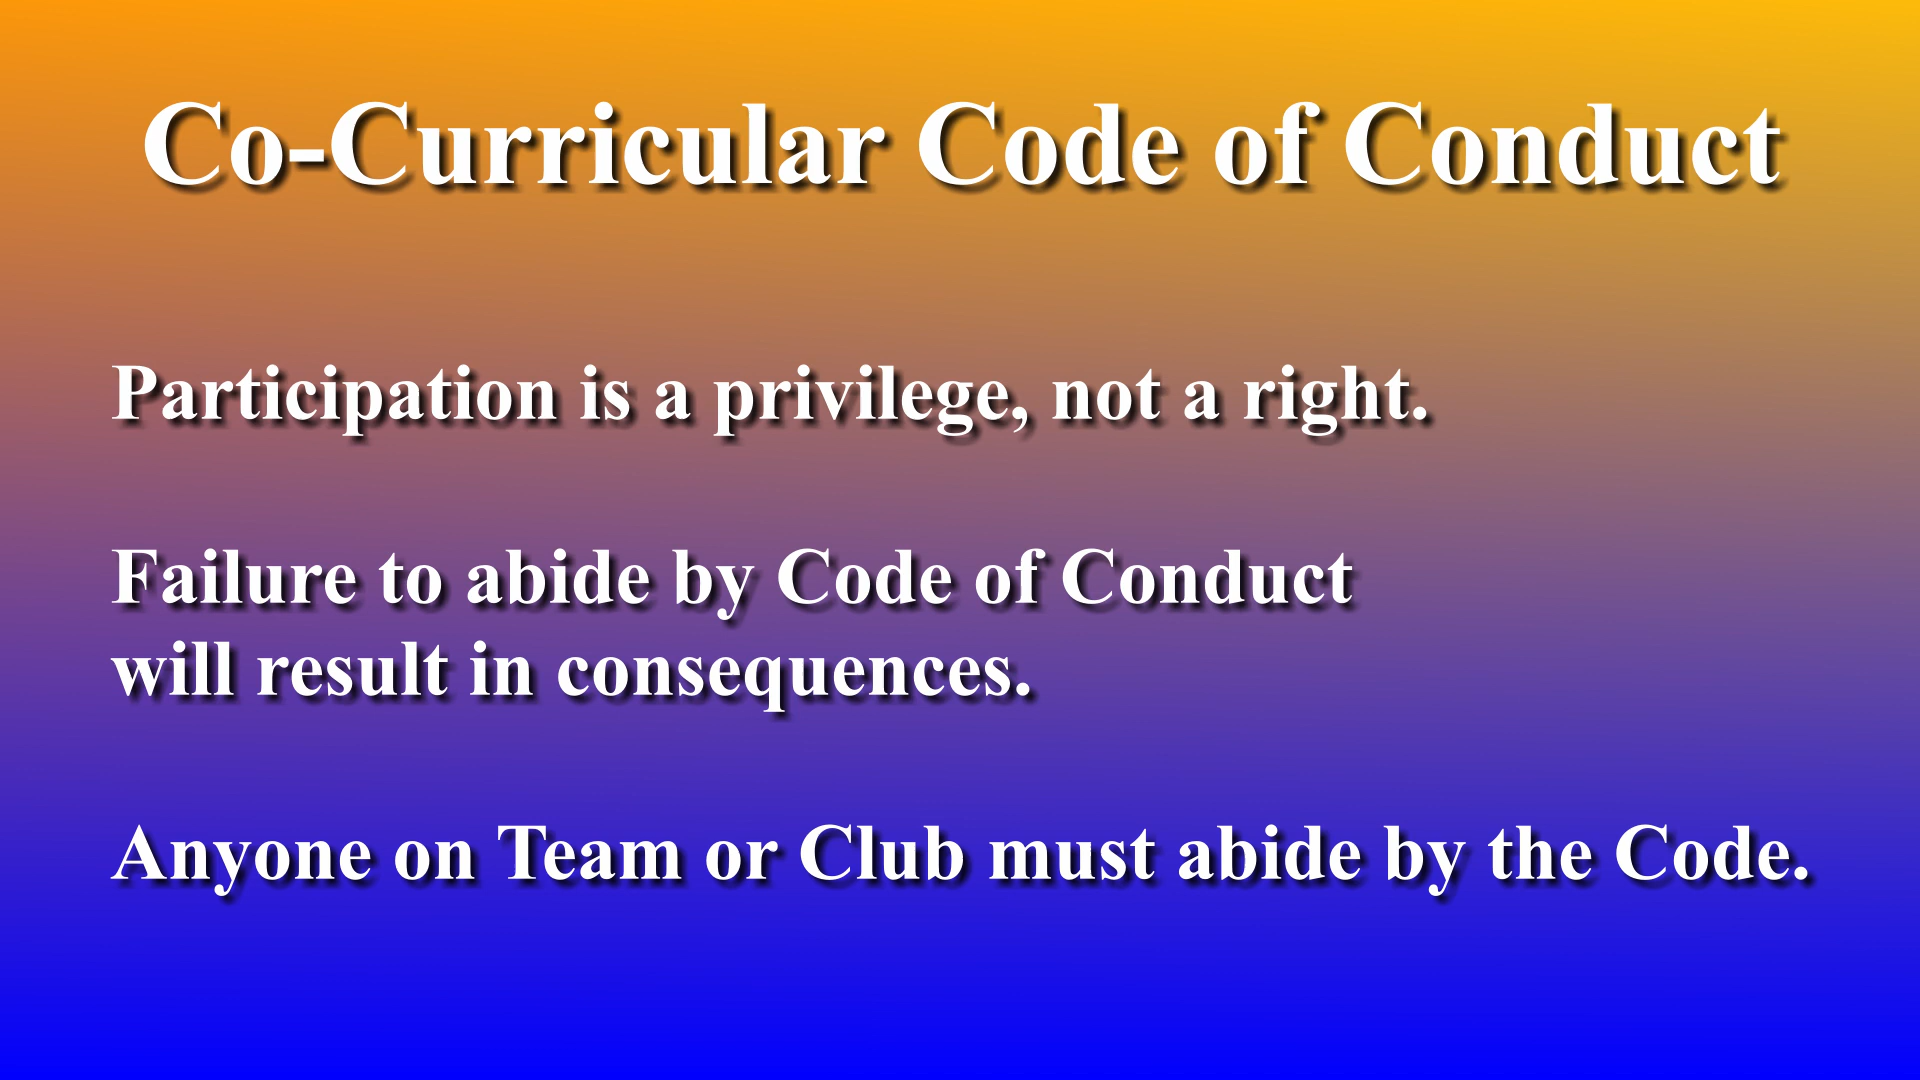 Co-Curricular Code of Conduct
Participation is a privilege, not a right.
Failure to abide by Code of Conduct
will result in consequences.
Anyone on Team or Club must abide by the Code.